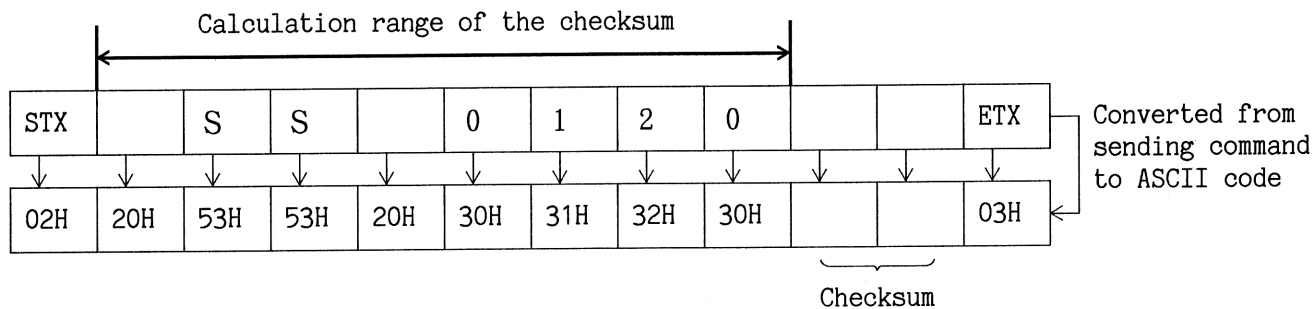 Calculation range of the checksum
STX S S 0 1 2 0 ETX
Converted from
sending command
to ASCII code
02H 20H 53H 53H 20H 30H 31H 32H 30H 03H
Checksum